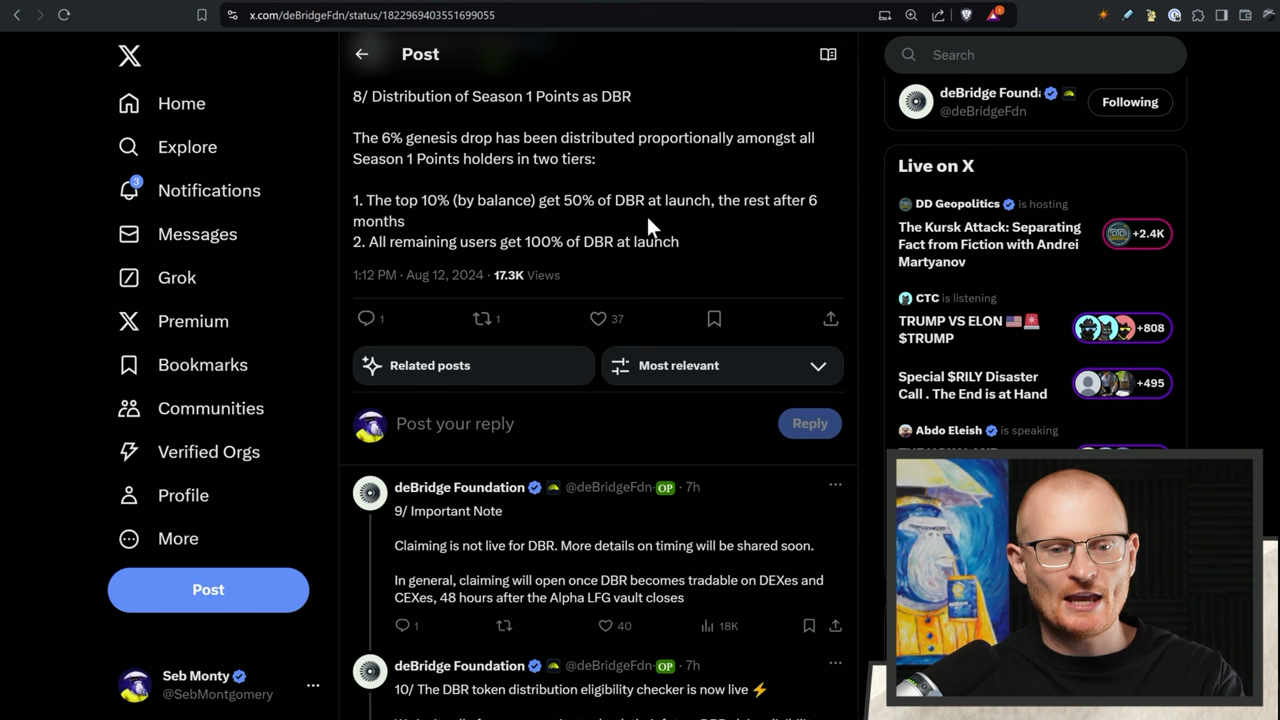 x.com/deBridgeFdn/status/1822969403551699055
Home
Explore
3
Notifications
Messages
Grok
Premium
Bookmarks
Communities
Verified Orgs
Profile
More
Post
Seb Monty
@SebMontgomery
Post
8/ Distribution of Season 1 Points as DBR
The 6% genesis drop has been distributed proportionally amongst all
Season 1 Points holders in two tiers:
1. The top 10% (by balance) get 50% of DBR at launch, the rest after 6
months
2. All remaining users get 100% of DBR at launch
1:12 PM · Aug 12, 2024 · 17.3K Views
1
1
37
Related posts
Most relevant
Post your reply
Reply
deBridge Foundation @deBridgeFdn OP · 7h
9/ Important Note
Claiming is not live for DBR. More details on timing will be shared soon.
In general, claiming will open once DBR becomes tradable on DEXes and
CEXes, 48 hours after the Alpha LFG vault closes
1
40
18K
deBridge Foundation @deBridgeFdn OP · 7h
10/ The DBR token distribution eligibility checker is now live ⚡
Search
deBridge Founda
@deBridgeFdn
Following
Live on X
DD Geopolitics is hosting
The Kursk Attack: Separating
Fact from Fiction with Andrei
Martyanov
+2.4K
CTC is listening
TRUMP VS ELON 🇺🇸🚨
$TRUMP
+808
Special $RILY Disaster
Call . The End is at Hand
+495
Abdo Eleish is speaking